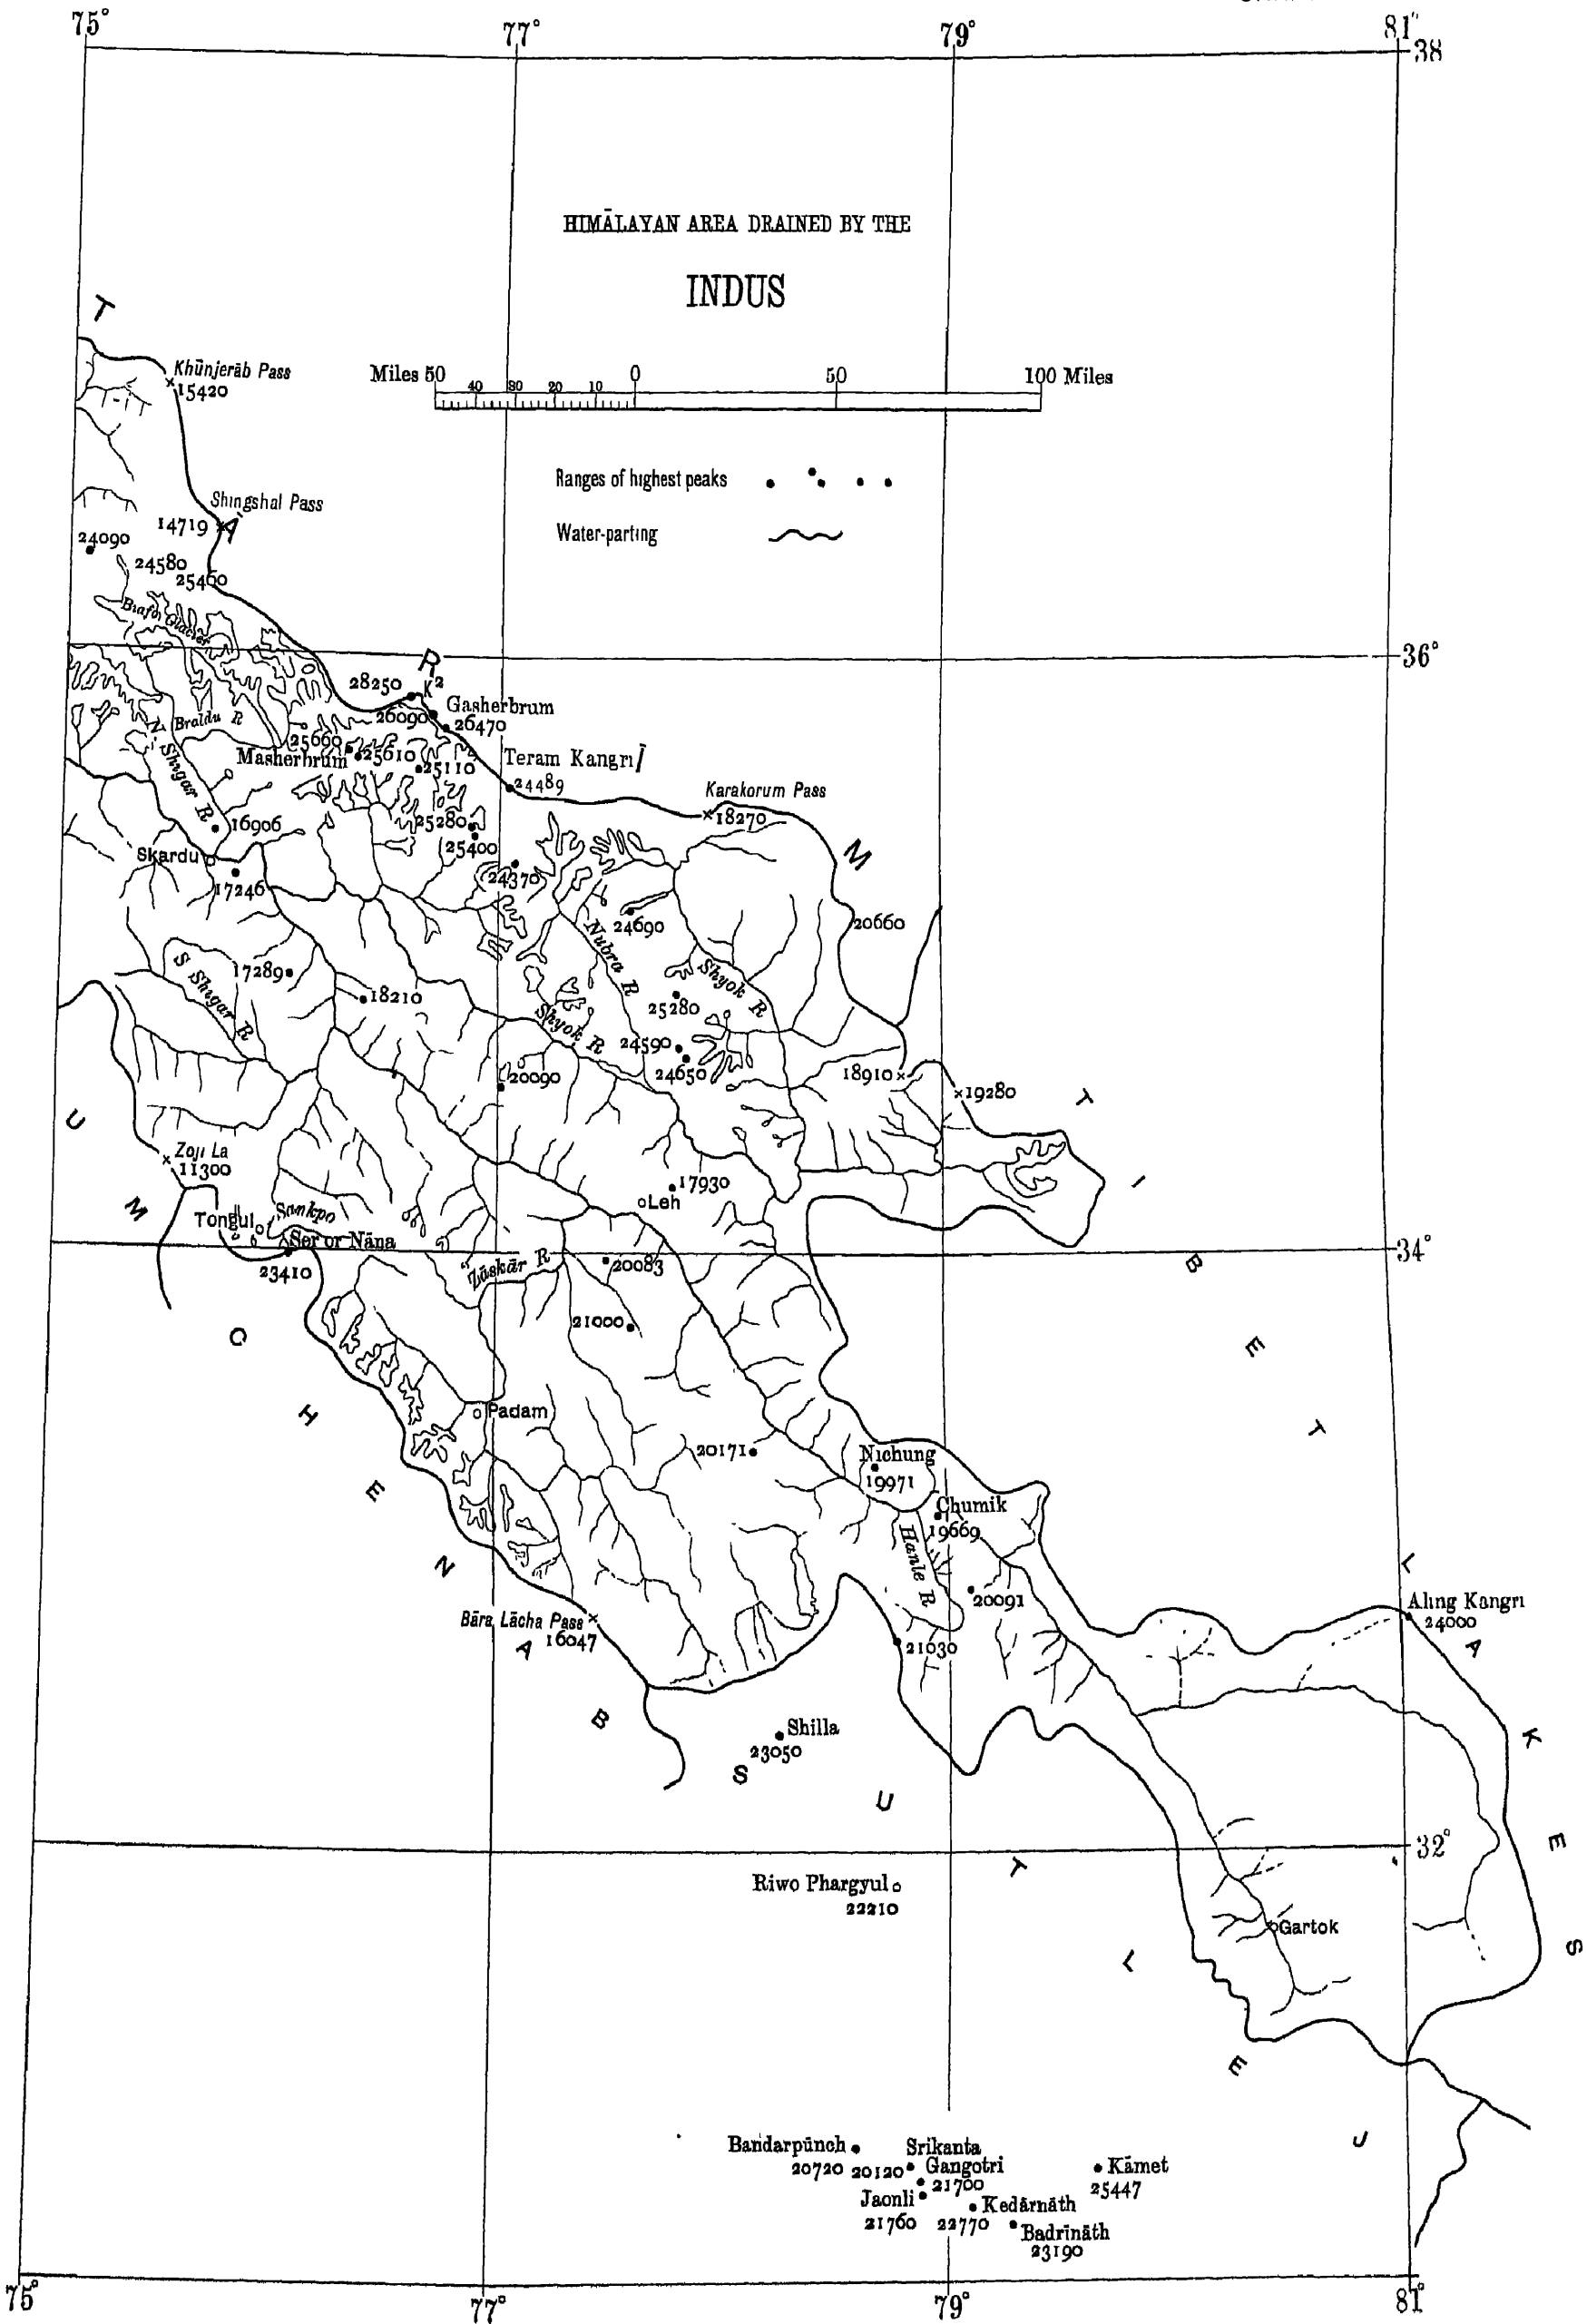 75° 77° 79° 81°
38
HIMĀLAYAN AREA DRAINED BY THE
INDUS
T
Khūnjerāb Pass
15420
Miles 50 40 30 20 10 0 50 100 Miles
Ranges of highest peaks
Shingshal Pass
14719
A
Water-parting
24090
24580
25460
Biafo Glacier
R
36°
28250
K²
Gasherbrum
26090
26470
Braldu R
N. Shigar R
25660
Masherbrum
25610
25110
Teram Kangri
I
24489
Karakorum Pass
18270
16906
25280
25400
M
Skardu
17246
24370
24690
20660
Nubra R
Shyok R
S Shigar R
17289
18210
25280
Shyok R
24590
24650
18910
20090
19280
T
U
Zoji La
11300
17930
Leh
I
M
Tongul
Sankpo
Ser or Nāna
34°
23410
Zāskār R
20083
B
21000
C
E
H
Padam
T
20171
Nichung
19971
E
Chumik
19669
Hanle R
N
L
20091
Aling Kangri
24000
Bāra Lācha Pass
16047
A
21030
A
B
Shilla
23050
K
S
U
32°
E
T
Riwo Phargyul
22210
Gartok
S
L
E
U
Bandarpūnch
20720
Srikanta
20120
Gangotri
21700
Kāmet
25447
Jaonli
21760
Kedārnāth
22770
Badrīnāth
23190
75° 77° 79° 81°